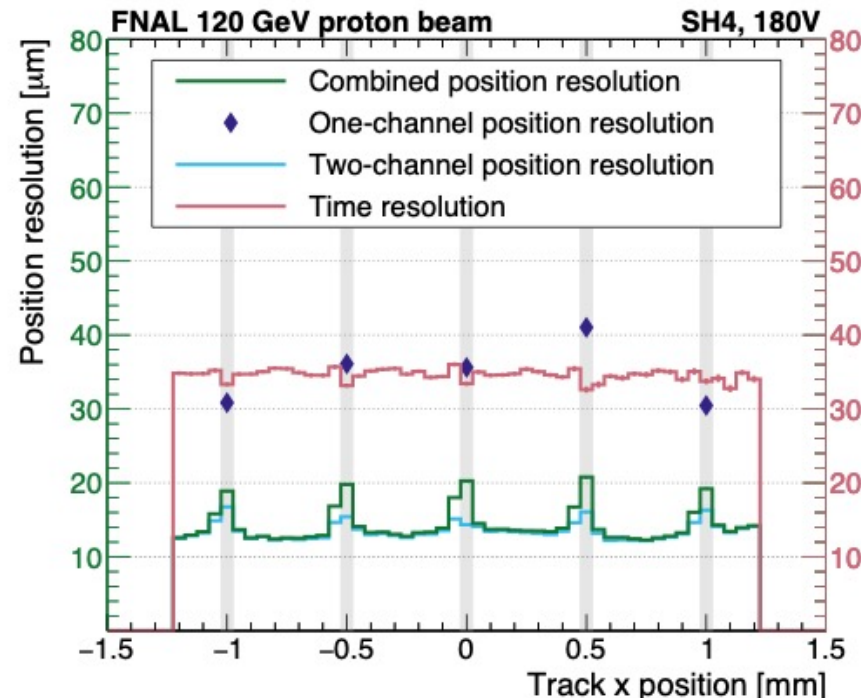 FNAL 120 GeV proton beam SH4, 180V
Position resolution [μm]
80 80
70
60
50
40
30
20
10
Combined position resolution
One-channel position resolution
Two-channel position resolution
Time resolution
80
70
60
50
40
30
20
10
−1.5 −1 −0.5 0 0.5 1 1.5
Track x position [mm]